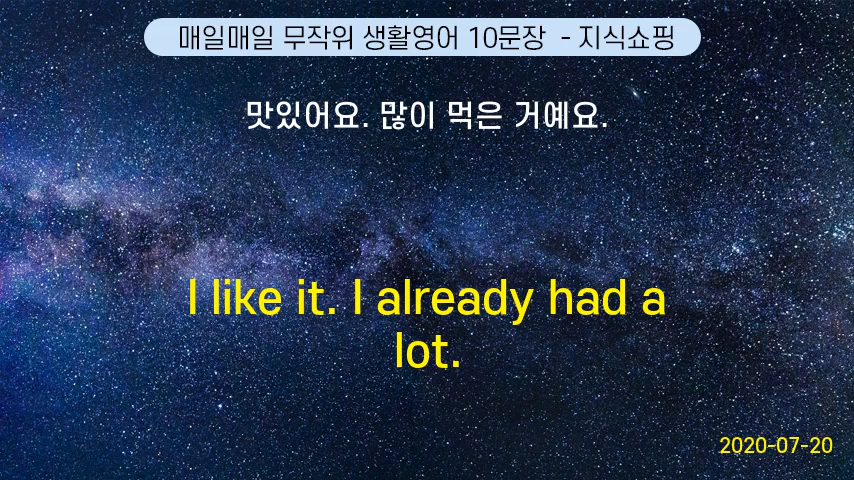 매일매일 무작위 생활영어 10문장 - 지식쇼핑
맛있어요. 많이 먹은 거예요.
I like it. I already had a
lot.
2020-07-20